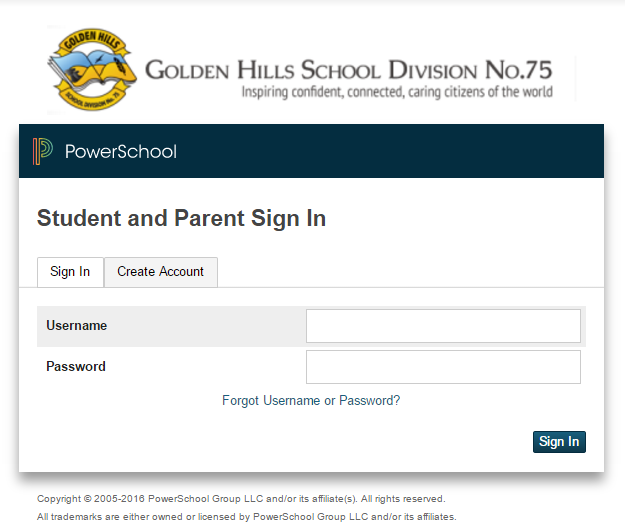 GOLDEN HILLS
SCHOOL DIVISION No. 75
GOLDEN HILLS SCHOOL DIVISION NO.75
Inspiring confident, connected, caring citizens of the world
PowerSchool
Student and Parent Sign In
Sign In Create Account
Username
Password
Forgot Username or Password?
Sign In
Copyright © 2005-2016 PowerSchool Group LLC and/or its affiliate(s). All rights reserved.
All trademarks are either owned or licensed by PowerSchool Group LLC and/or its affiliates.